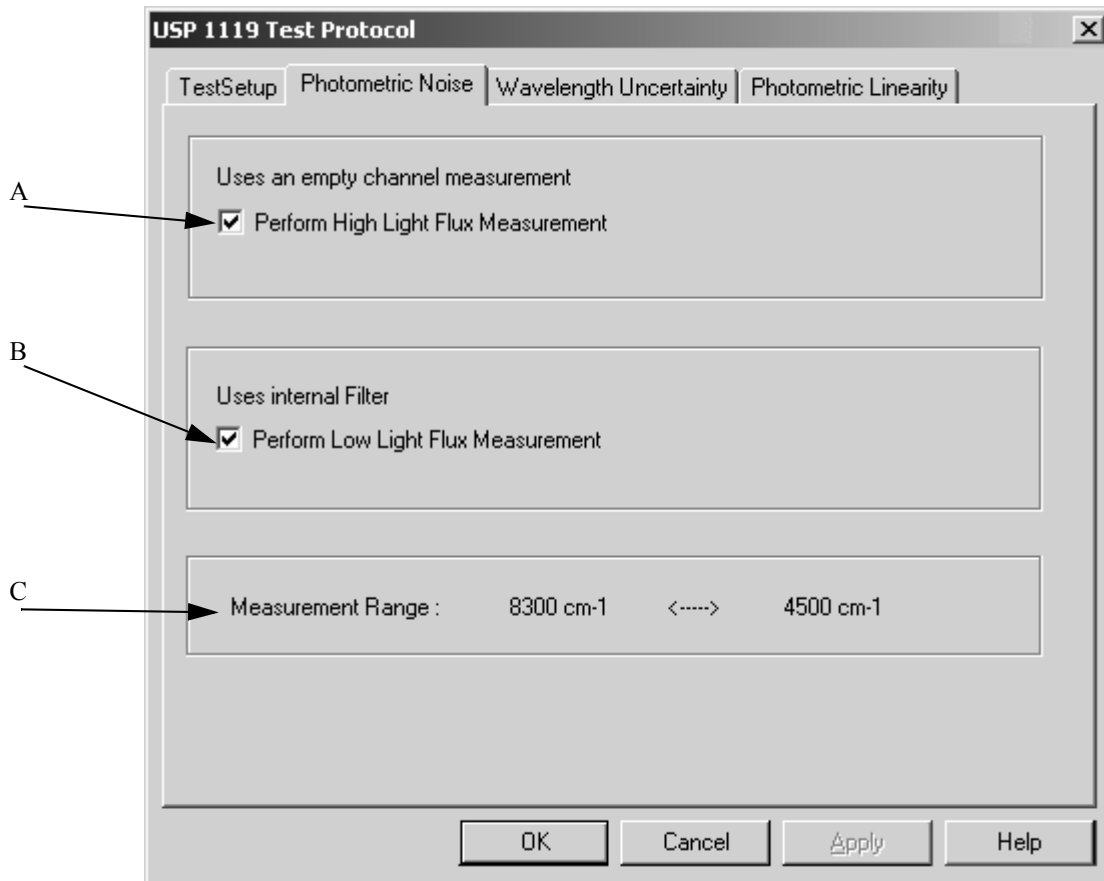 USP 1119 Test Protocol
TestSetup Photometric Noise Wavelength Uncertainty Photometric Linearity
Uses an empty channel measurement
A
Perform High Light Flux Measurement
B
Uses internal Filter
Perform Low Light Flux Measurement
C
Measurement Range : 8300 cm-1 <-----> 4500 cm-1
OK Cancel Apply Help